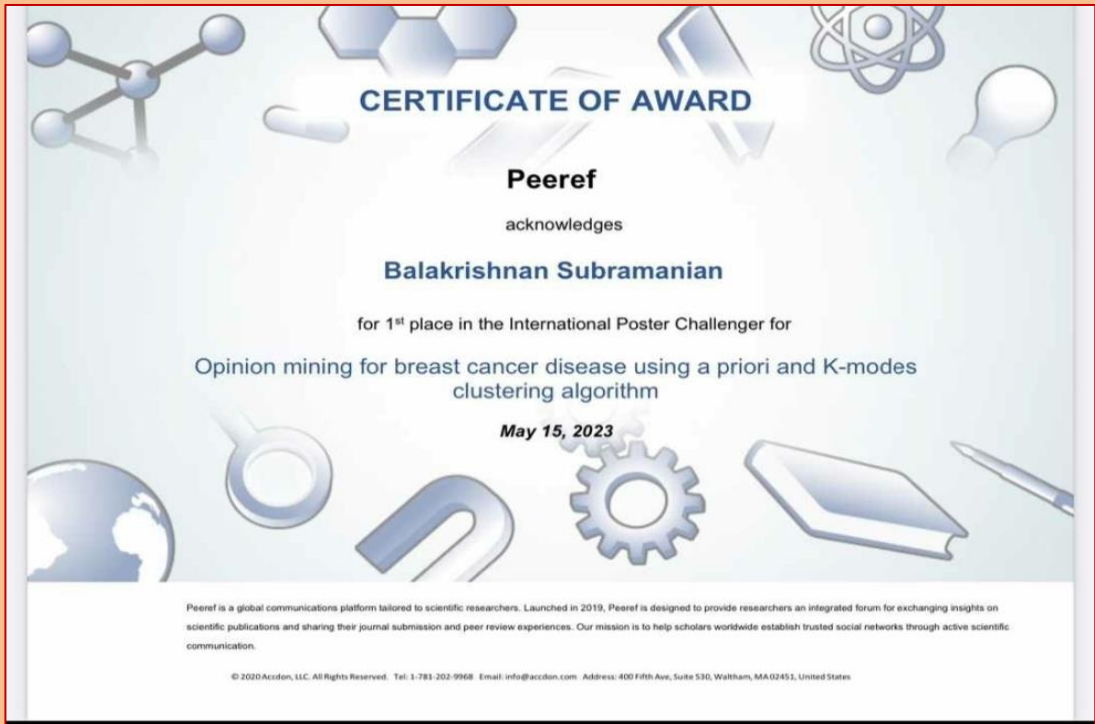 CERTIFICATE OF AWARD
Peeref
acknowledges
Balakrishnan Subramanian
for 1st place in the International Poster Challenger for
Opinion mining for breast cancer disease using a priori and K-modes
clustering algorithm
May 15, 2023
Peeref is a global communications platform tailored to scientific researchers. Launched in 2019, Peeref is designed to provide researchers an integrated forum for exchanging insights on
scientific publications and sharing their journal submission and peer review experiences. Our mission is to help scholars worldwide establish trusted social networks through active scientific
communication.
© 2020 Accdon, LLC. All Rights Reserved. Tel: 1-781-202-9968 Email: info@accdon.com Address: 400 Fifth Ave, Suite 530, Waltham, MA 02451, United States